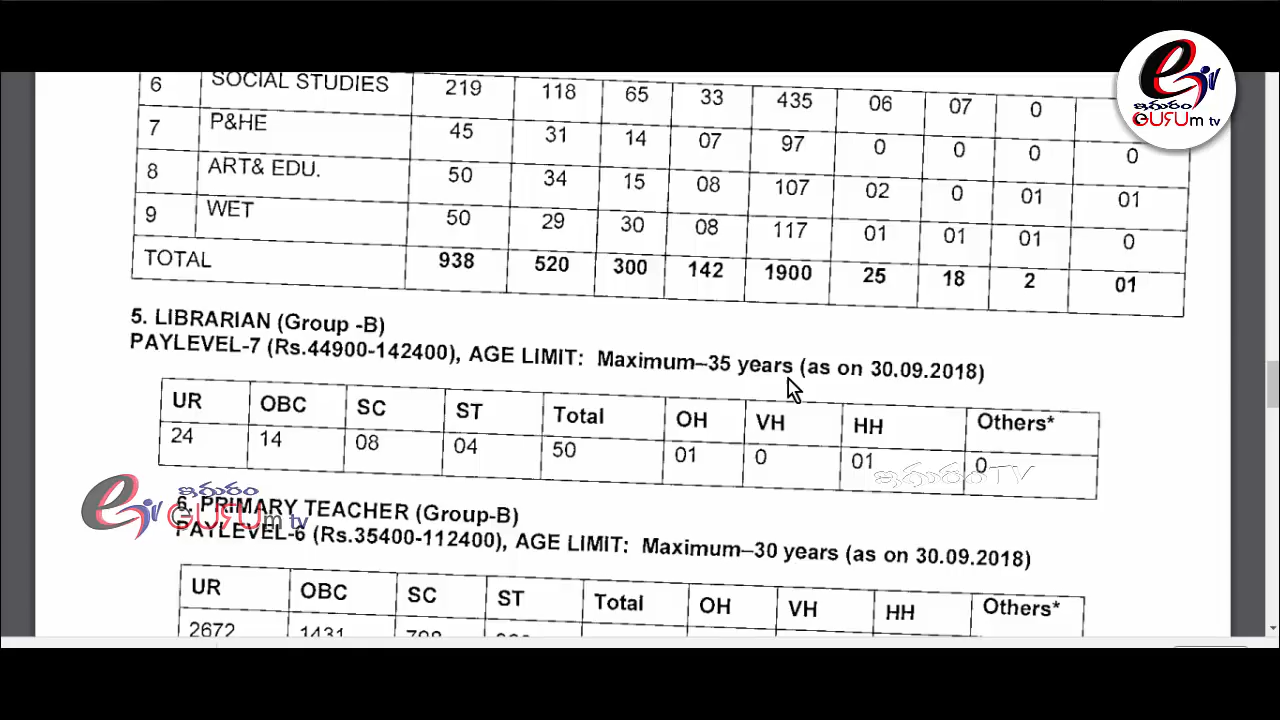 ఇగురం
GURUm tv
6 SOCIAL STUDIES 219 118 65 33 435 06 07 0
7 P&HE 45 31 14 07 97 0 0 0 0
8 ART& EDU. 50 34 15 08 107 02 0 01 01
9 WET 50 29 30 08 117 01 01 01 0
TOTAL 938 520 300 142 1900 25 18 2 01
5. LIBRARIAN (Group -B)
PAYLEVEL-7 (Rs.44900-142400), AGE LIMIT: Maximum–35 years (as on 30.09.2018)
UR OBC SC ST Total OH VH HH Others*
24 14 08 04 50 01 0 01 0
ఇగురంTV
ఇగురం
GURUm tv
6. PRIMARY TEACHER (Group-B)
PAYLEVEL-6 (Rs.35400-112400), AGE LIMIT: Maximum–30 years (as on 30.09.2018)
UR OBC SC ST Total OH VH HH Others*
2672 1431